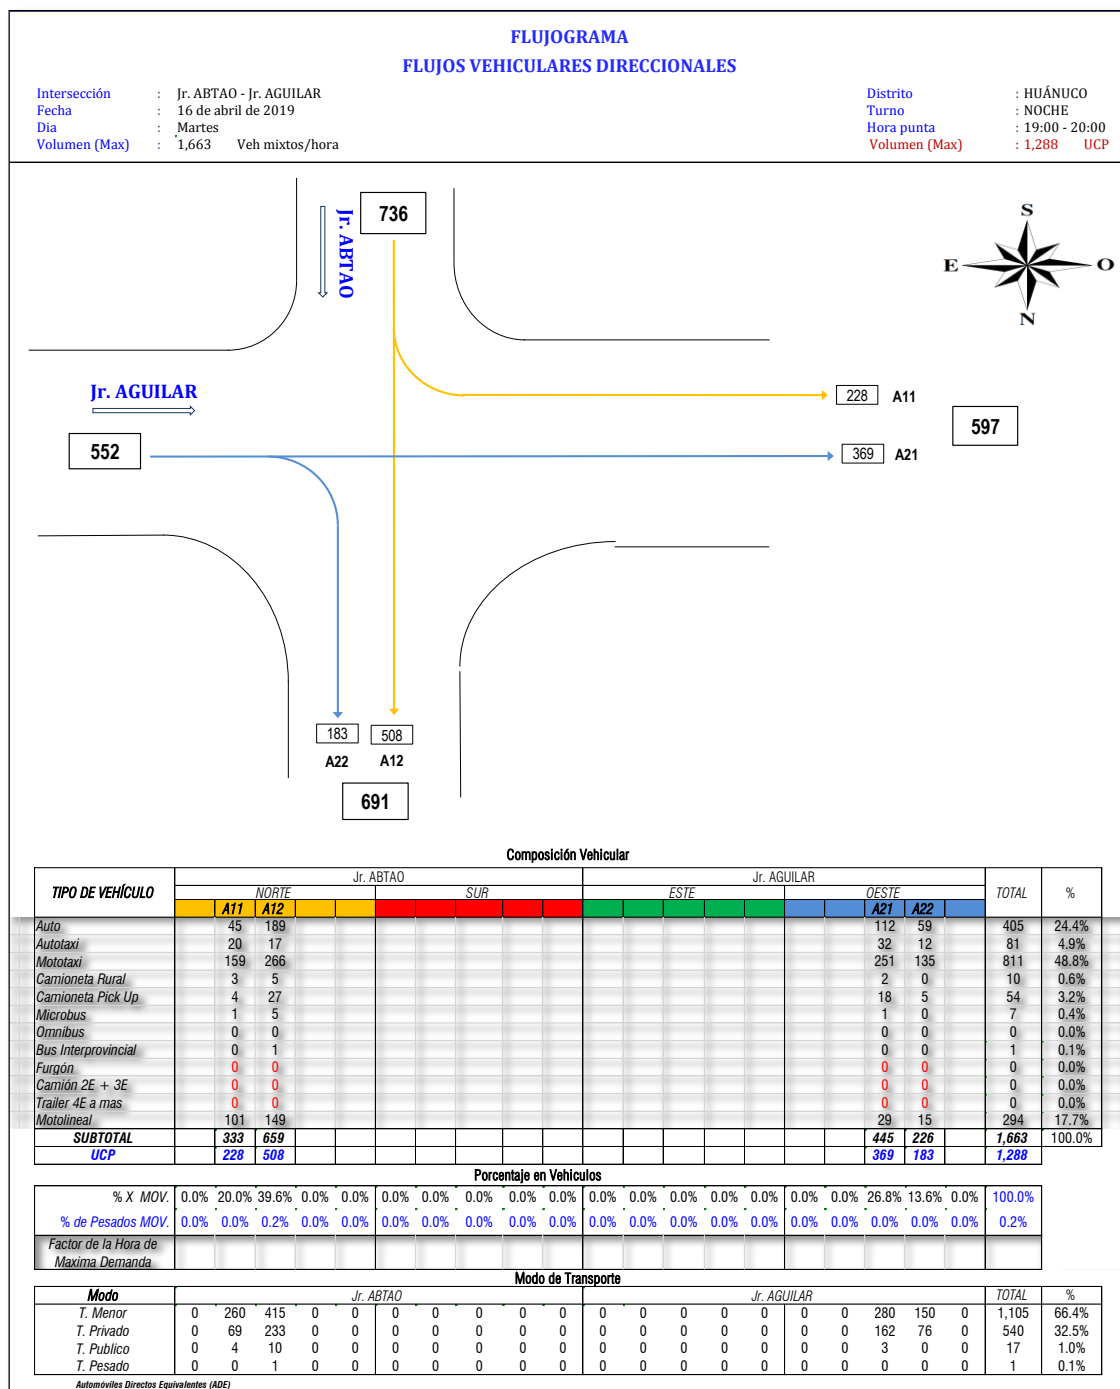 FLUJOGRAMA
FLUJOS VEHICULARES DIRECCIONALES
Intersección : Jr. ABTAO - Jr. AGUILAR Distrito : HUÁNUCO
Fecha : 16 de abril de 2019 Turno : NOCHE
Dia : Martes Hora punta : 19:00 - 20:00
Volumen (Max) : 1,663 Veh mixtos/hora Volumen (Max) : 1,288 UCP
736
Jr. ABTAO
S
E O
N
Jr. AGUILAR
228 A11
597
552
369 A21
183 508
A22 A12
691
Composición Vehicular
TIPO DE VEHÍCULO Jr. ABTAO Jr. AGUILAR TOTAL %
NORTE SUR ESTE OESTE
A11 A12 A21 A22
Auto 45 189 112 59 405 24.4%
Autotaxi 20 17 32 12 81 4.9%
Mototaxi 159 266 251 135 811 48.8%
Camioneta Rural 3 5 2 0 10 0.6%
Camioneta Pick Up 4 27 18 5 54 3.2%
Microbus 1 5 1 0 7 0.4%
Omnibus 0 0 0 0 0 0.0%
Bus Interprovincial 0 1 0 0 1 0.1%
Furgón 0 0 0 0 0 0.0%
Camión 2E + 3E 0 0 0 0 0 0.0%
Trailer 4E a mas 0 0 0 0 0 0.0%
Motolineal 101 149 29 15 294 17.7%
SUBTOTAL 333 659 445 226 1,663 100.0%
UCP 228 508 369 183 1,288
Porcentaje en Vehiculos
% X MOV. 0.0% 20.0% 39.6% 0.0% 0.0% 0.0% 0.0% 0.0% 0.0% 0.0% 0.0% 0.0% 0.0% 0.0% 0.0% 0.0% 0.0% 26.8% 13.6% 0.0% 100.0%
% de Pesados MOV. 0.0% 0.0% 0.2% 0.0% 0.0% 0.0% 0.0% 0.0% 0.0% 0.0% 0.0% 0.0% 0.0% 0.0% 0.0% 0.0% 0.0% 0.0% 0.0% 0.0% 0.2%
Factor de la Hora de
Maxima Demanda
Modo de Transporte
Modo Jr. ABTAO Jr. AGUILAR TOTAL %
T. Menor 0 260 415 0 0 0 0 0 0 0 0 0 0 0 0 0 0 280 150 0 1,105 66.4%
T. Privado 0 69 233 0 0 0 0 0 0 0 0 0 0 0 0 0 0 162 76 0 540 32.5%
T. Publico 0 4 10 0 0 0 0 0 0 0 0 0 0 0 0 0 0 3 0 0 17 1.0%
T. Pesado 0 0 1 0 0 0 0 0 0 0 0 0 0 0 0 0 0 0 0 0 1 0.1%
Automóviles Directos Equivalentes (ADE)